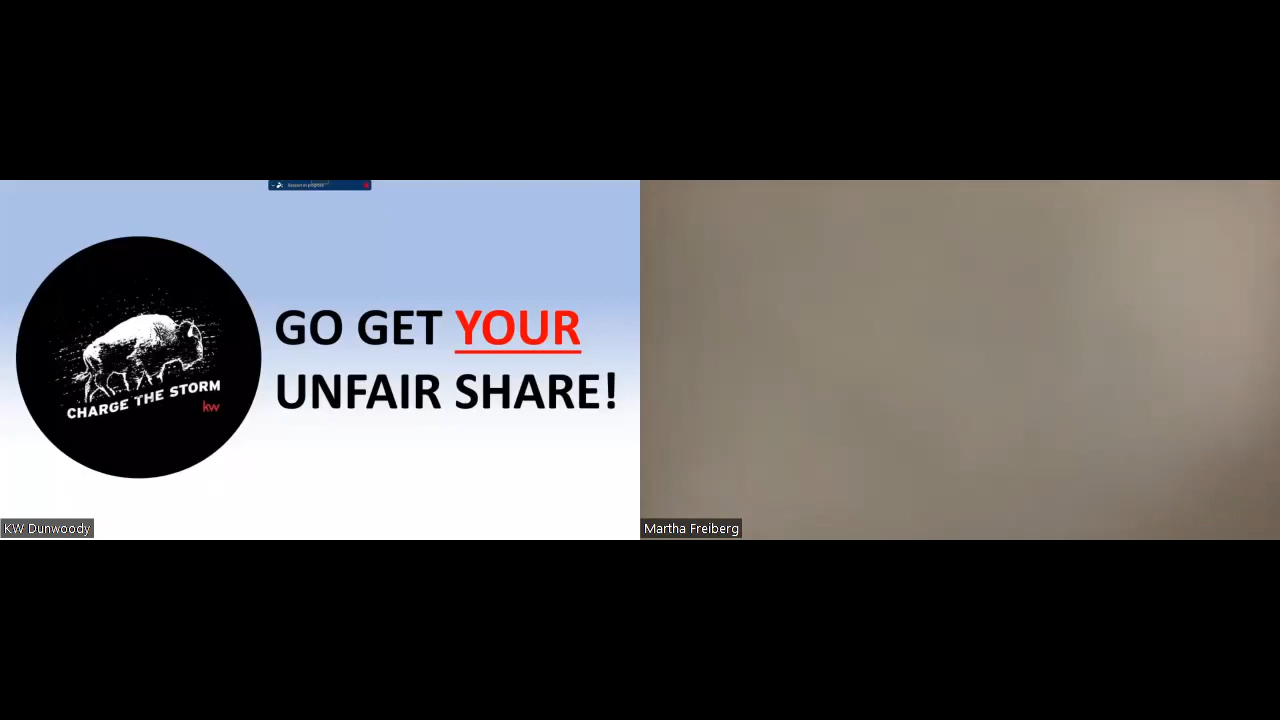 GO GET YOUR
UNFAIR SHARE!
CHARGE THE STORM
kw
KW Dunwoody
Martha Freiberg